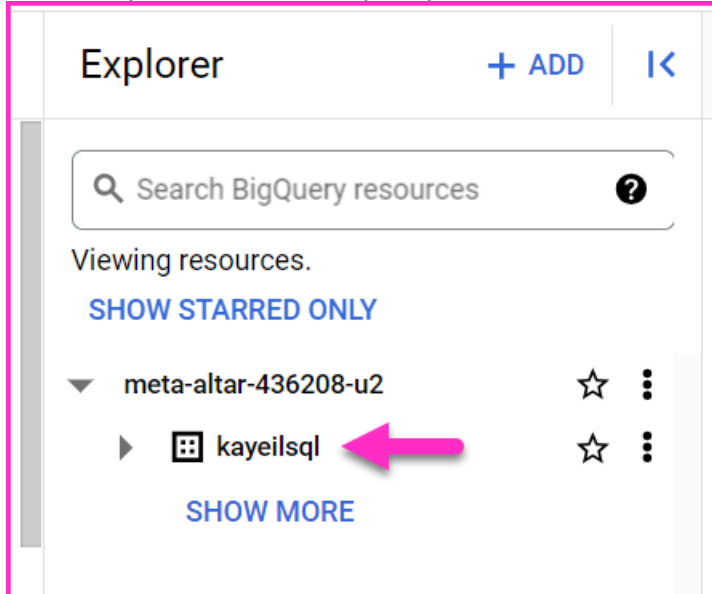 Explorer
+ ADD
Search BigQuery resources
Viewing resources.
SHOW STARRED ONLY
meta-altar-436208-u2
kayeilsql
SHOW MORE